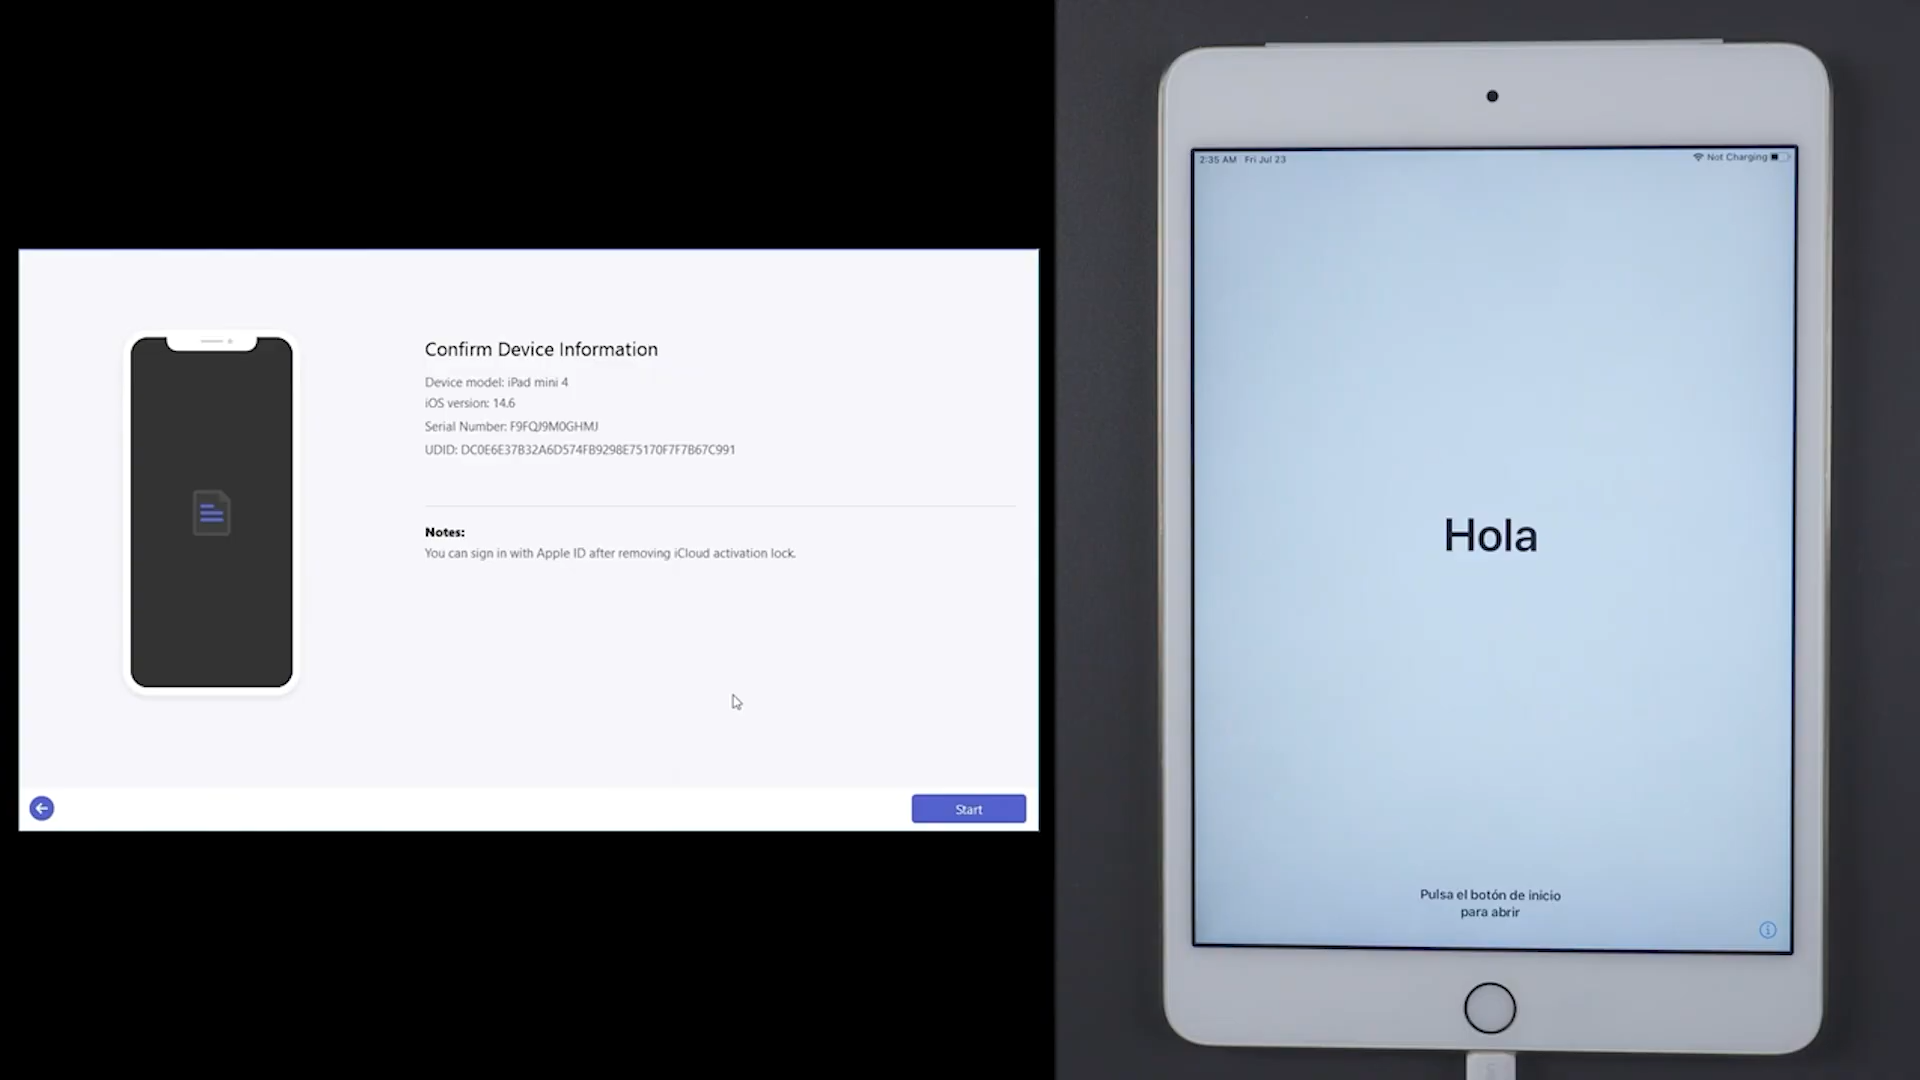 Confirm Device Information
Device model: iPad mini 4
iOS version: 14.6
Serial Number: F9FQJ9M0GHMJ
UDID: DC0E6E37B32A6D574FB9298E75170F7F7B67C991
Notes:
You can sign in with Apple ID after removing iCloud activation lock.
Start
2:35 AM Fri Jul 23
Not Charging
Hola
Pulsa el botón de inicio
para abrir